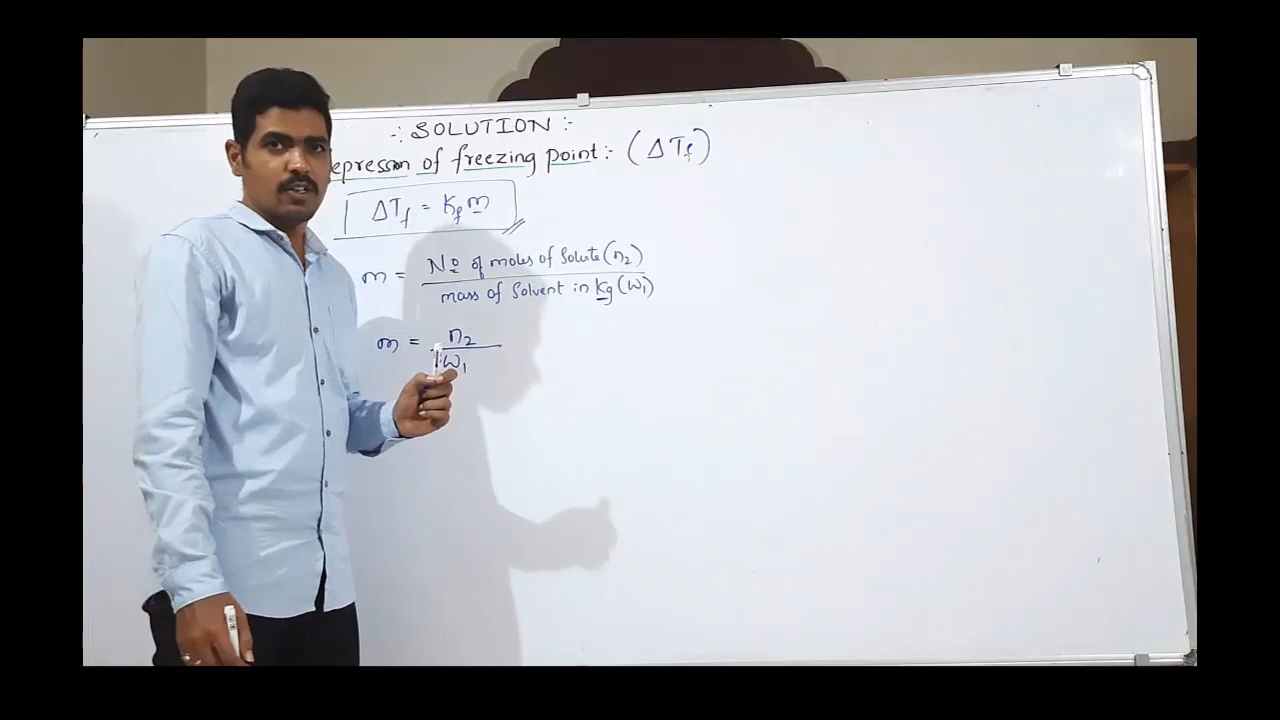 ∴ SOLUTION :-
epression of freezing point :- (ΔTf)
ΔTf = Kf m
m = No of moles of Solute (n2)
mass of Solvent in Kg (W1)
m = n2
W1